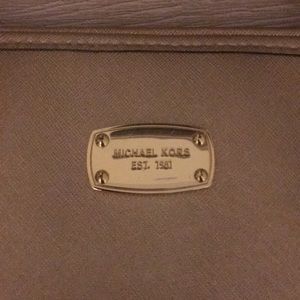 MICHAEL KORS
EST. 1981